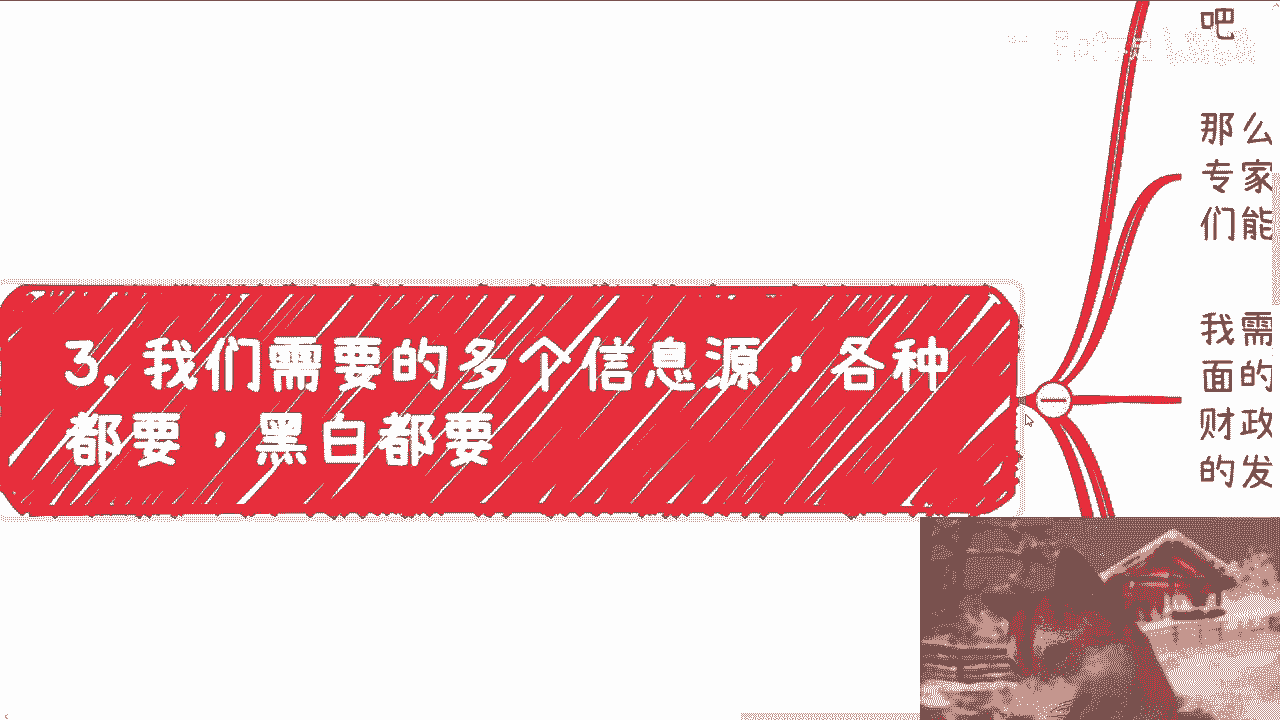 吧
那么
专家
们能
3. 我们需要的多个信息源，各种
都要，黑白都要
我需
面的
财政
的发